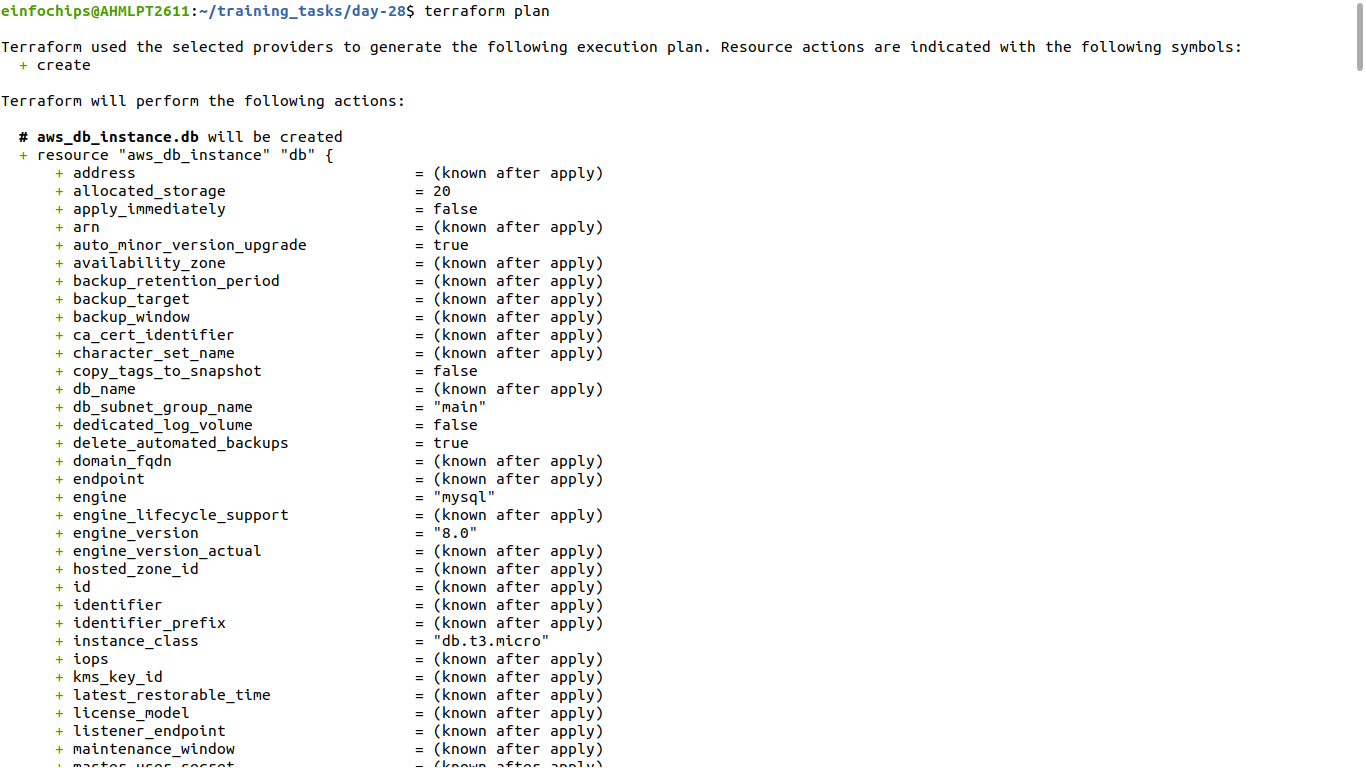 einfochips@AHMLPT2611:~/training_tasks/day-28$ terraform plan
Terraform used the selected providers to generate the following execution plan. Resource actions are indicated with the following symbols:
+ create
Terraform will perform the following actions:
# aws_db_instance.db will be created
+ resource "aws_db_instance" "db" {
+ address = (known after apply)
+ allocated_storage = 20
+ apply_immediately = false
+ arn = (known after apply)
+ auto_minor_version_upgrade = true
+ availability_zone = (known after apply)
+ backup_retention_period = (known after apply)
+ backup_target = (known after apply)
+ backup_window = (known after apply)
+ ca_cert_identifier = (known after apply)
+ character_set_name = (known after apply)
+ copy_tags_to_snapshot = false
+ db_name = (known after apply)
+ db_subnet_group_name = "main"
+ dedicated_log_volume = false
+ delete_automated_backups = true
+ domain_fqdn = (known after apply)
+ endpoint = (known after apply)
+ engine = "mysql"
+ engine_lifecycle_support = (known after apply)
+ engine_version = "8.0"
+ engine_version_actual = (known after apply)
+ hosted_zone_id = (known after apply)
+ id = (known after apply)
+ identifier = (known after apply)
+ identifier_prefix = (known after apply)
+ instance_class = "db.t3.micro"
+ iops = (known after apply)
+ kms_key_id = (known after apply)
+ latest_restorable_time = (known after apply)
+ license_model = (known after apply)
+ listener_endpoint = (known after apply)
+ maintenance_window = (known after apply)
+ master_user_secret = (known after apply)